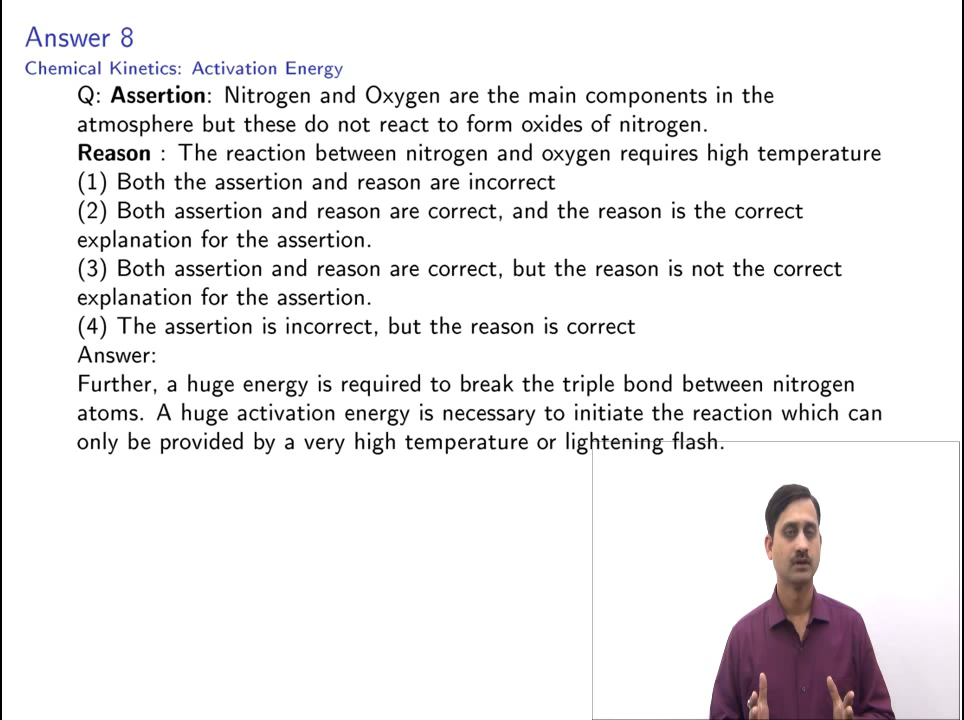 Answer 8
Chemical Kinetics: Activation Energy
Q: Assertion: Nitrogen and Oxygen are the main components in the
atmosphere but these do not react to form oxides of nitrogen.
Reason : The reaction between nitrogen and oxygen requires high temperature
(1) Both the assertion and reason are incorrect
(2) Both assertion and reason are correct, and the reason is the correct
explanation for the assertion.
(3) Both assertion and reason are correct, but the reason is not the correct
explanation for the assertion.
(4) The assertion is incorrect, but the reason is correct
Answer:
Further, a huge energy is required to break the triple bond between nitrogen
atoms. A huge activation energy is necessary to initiate the reaction which can
only be provided by a very high temperature or lightening flash.